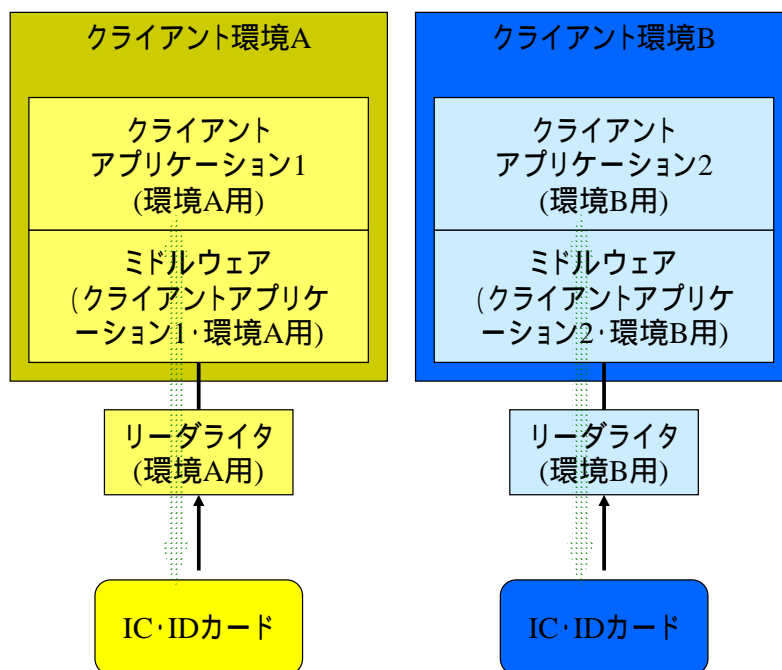 クライアント環境A
クライアント
アプリケーション1
(環境A用)
ミドルウェア
(クライアントアプリケ
ーション1・環境A用)
リーダライタ
(環境A用)
IC・IDカード
クライアント環境B
クライアント
アプリケーション2
(環境B用)
ミドルウェア
(クライアントアプリケ
ーション2・環境B用)
リーダライタ
(環境B用)
IC・IDカード